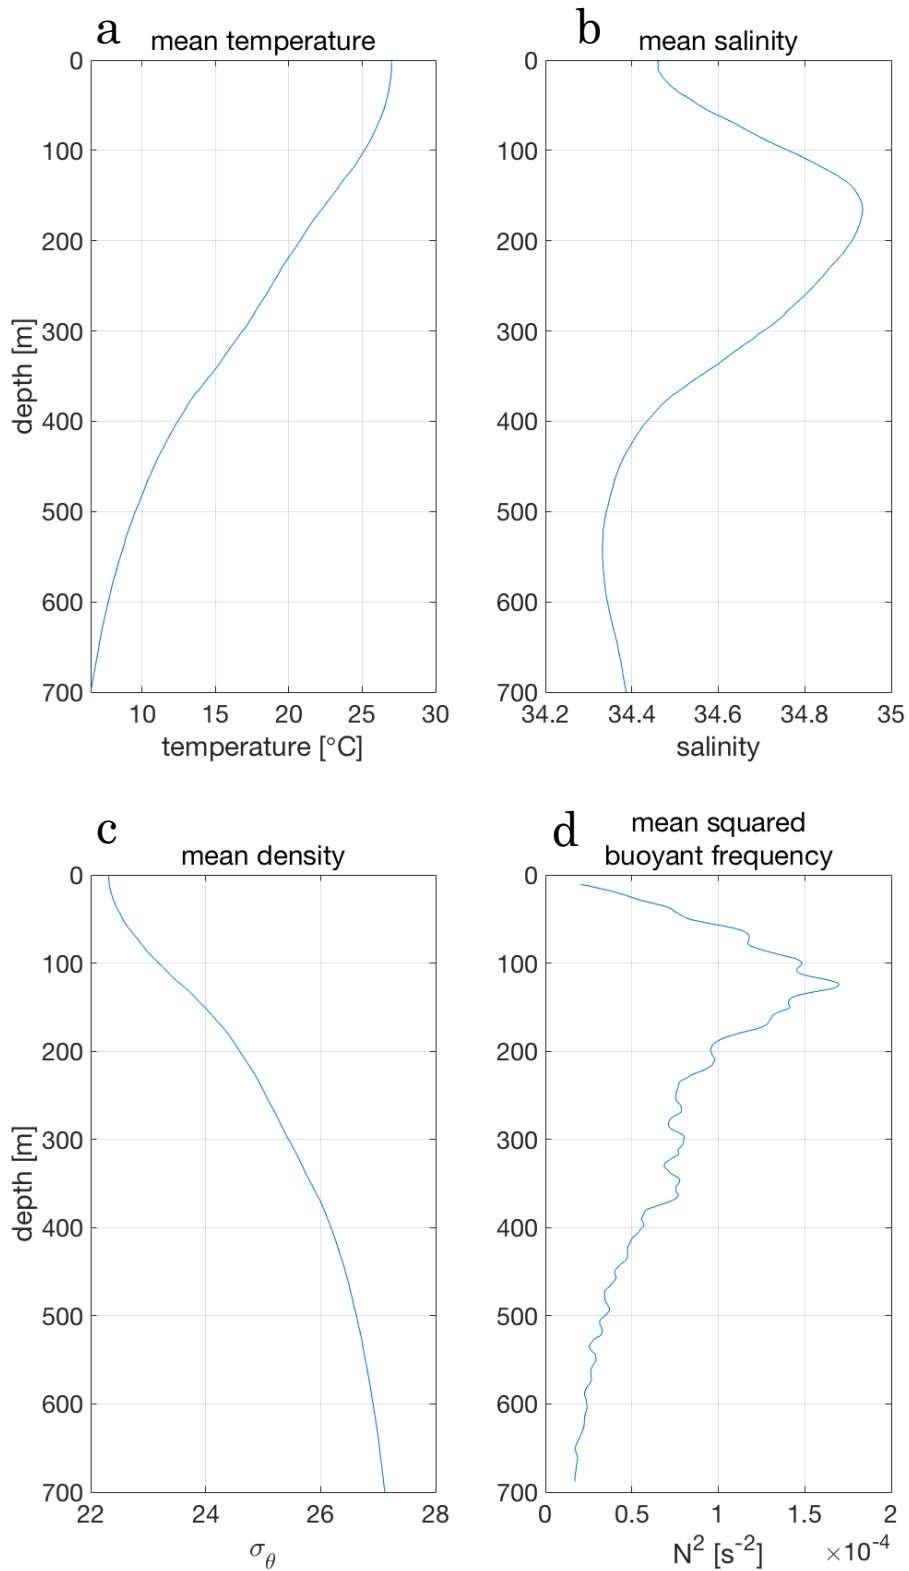 a
mean temperature
0
100
200
300
400
500
600
700
10 15 20 25 30
temperature [°C]
depth [m]
b
mean salinity
0
100
200
300
400
500
600
700
34.2 34.4 34.6 34.8 35
salinity
c
mean density
0
100
200
300
400
500
600
700
22 24 26 28
σθ
depth [m]
d
mean squared
buoyant frequency
0
100
200
300
400
500
600
700
0 0.5 1 1.5 2
N² [s⁻²]
×10⁻⁴